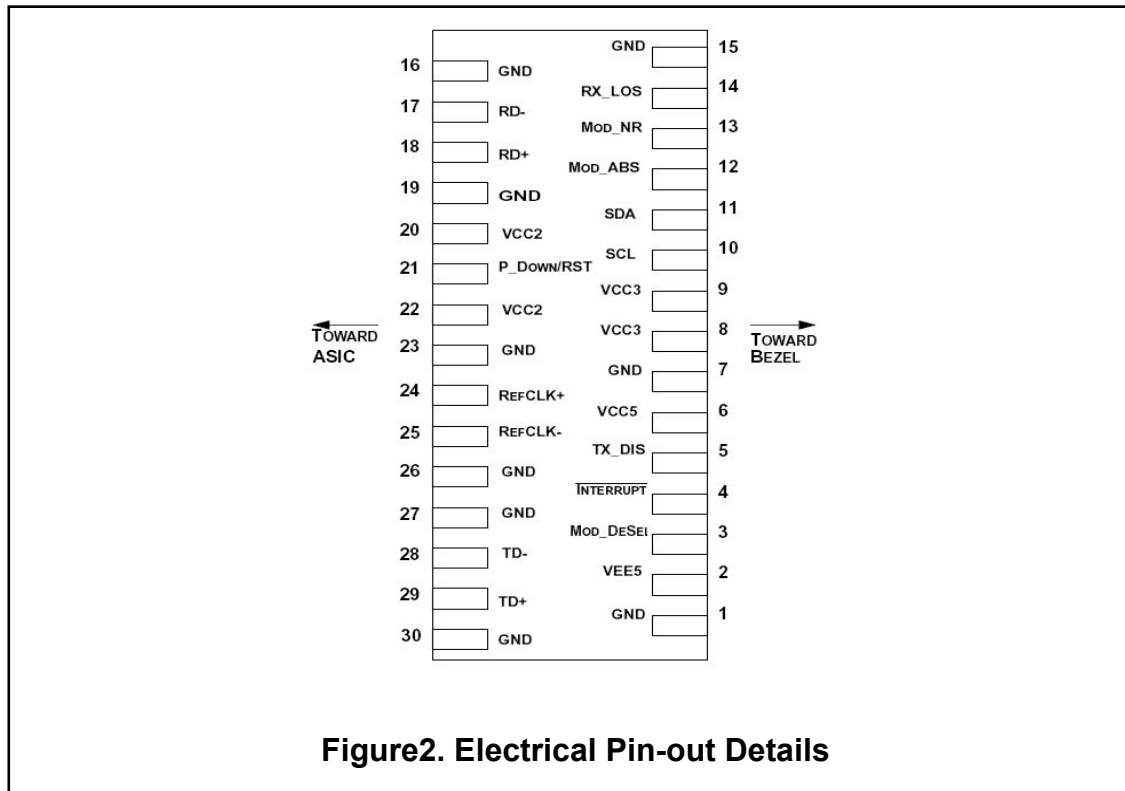 GND 15
16 GND
RX_LOS 14
17 RD-
MOD_NR 13
18 RD+
MOD_ABS 12
19 GND
SDA 11
20 VCC2
SCL 10
21 P_DOWN/RST
VCC3 9
22 VCC2
VCC3 8
TOWARD
ASIC
TOWARD
BEZEL
23 GND
GND 7
24 REFCLK+
VCC5 6
25 REFCLK-
TX_DIS 5
26 GND
INTERRUPT 4
27 GND
MOD_DESEl 3
28 TD-
VEE5 2
29 TD+
GND 1
30 GND
Figure2. Electrical Pin-out Details